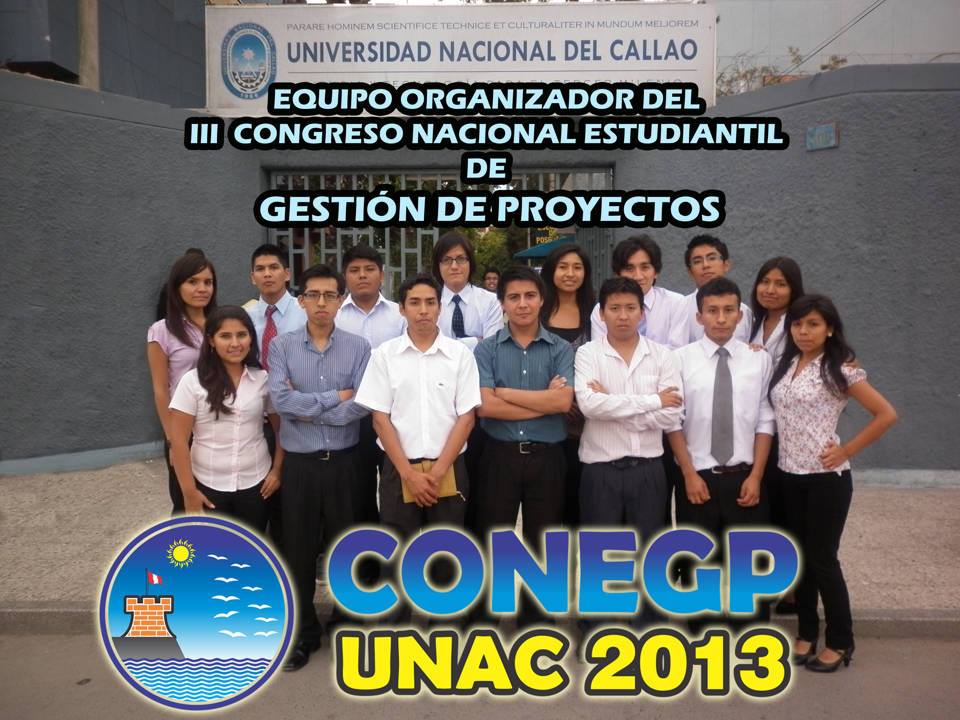 PARARE HOMINEM SCIENTIFICE TECHNICE ET CULTURALITER IN MUNDUM MELIOREM
UNIVERSIDAD NACIONAL DEL CALLAO
EQUIPO ORGANIZADOR DEL
III CONGRESO NACIONAL ESTUDIANTIL
DE
GESTIÓN DE PROYECTOS
CONEGP
UNAC 2013